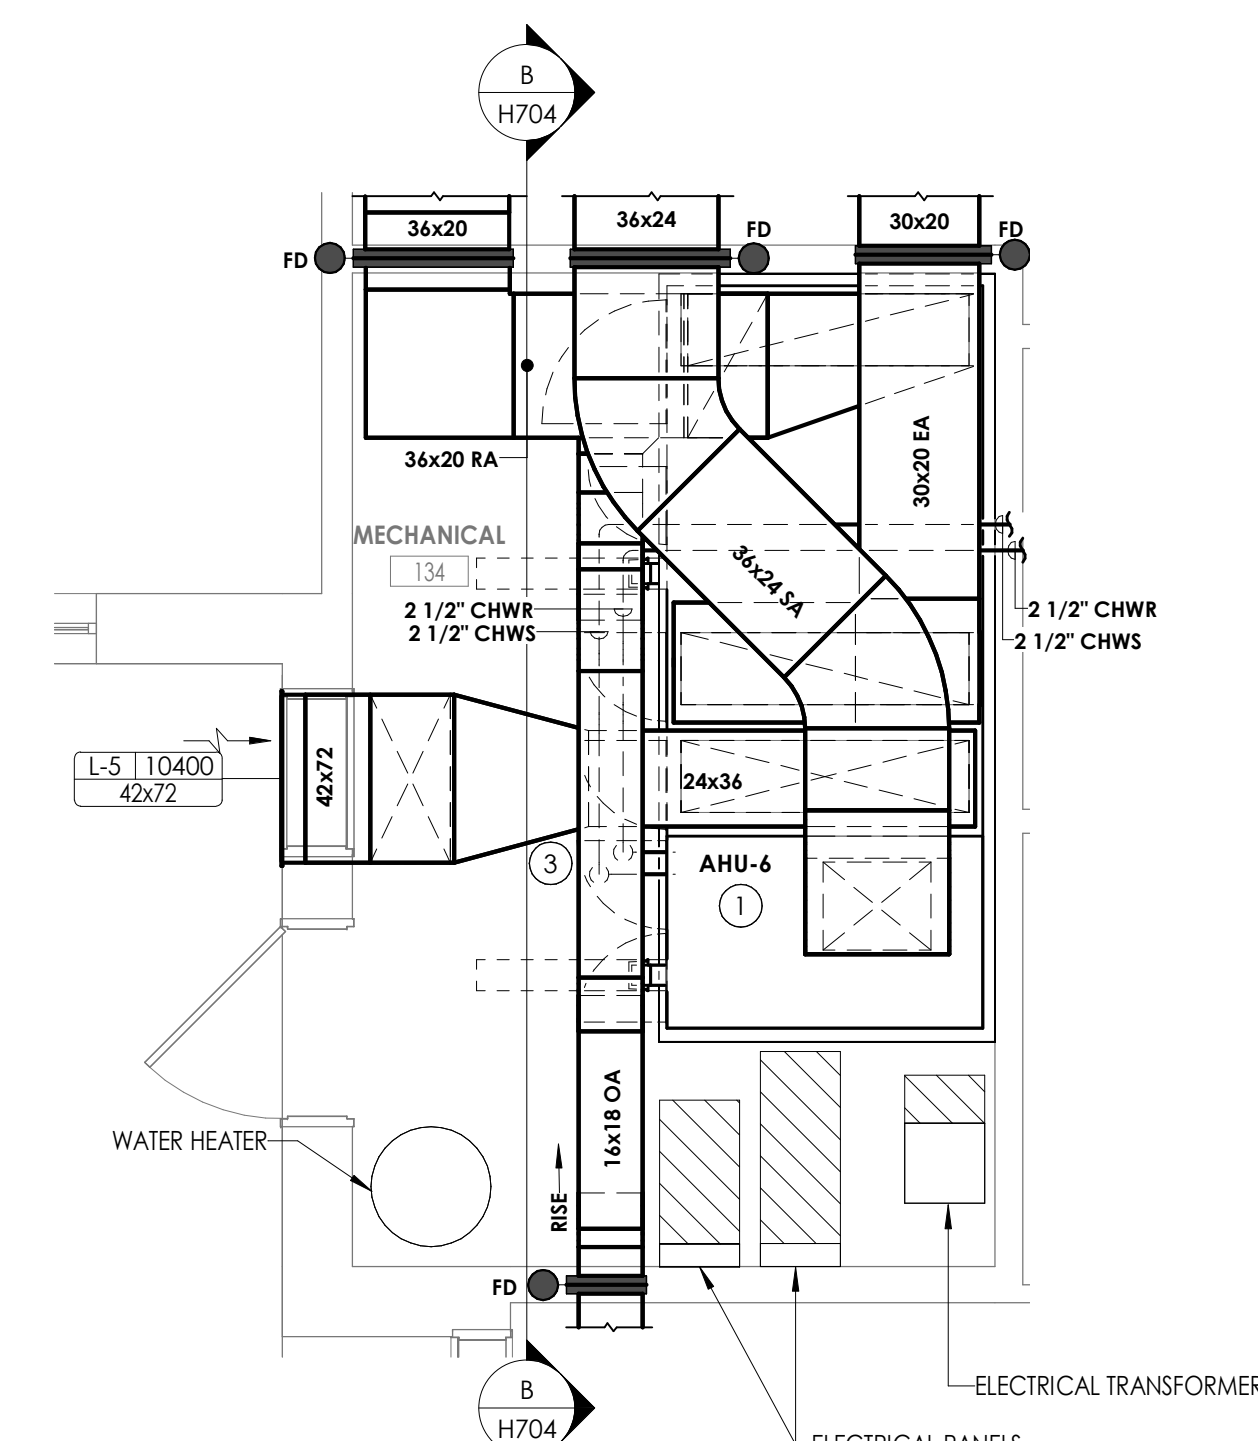 B
H704
36x20
36x24
30x20
FD
FD
FD
30x20 EA
36x20 RA
MECHANICAL
134
36x24 SA
2 1/2" CHWR
2 1/2" CHWS
2 1/2" CHWR
2 1/2" CHWS
L-5 10400
42x72
42x72
24x36
3
AHU-6
1
16x18 OA
WATER HEATER
RISE
FD
B
H704
ELECTRICAL TRANSFORMER
ELECTRICAL PANELS